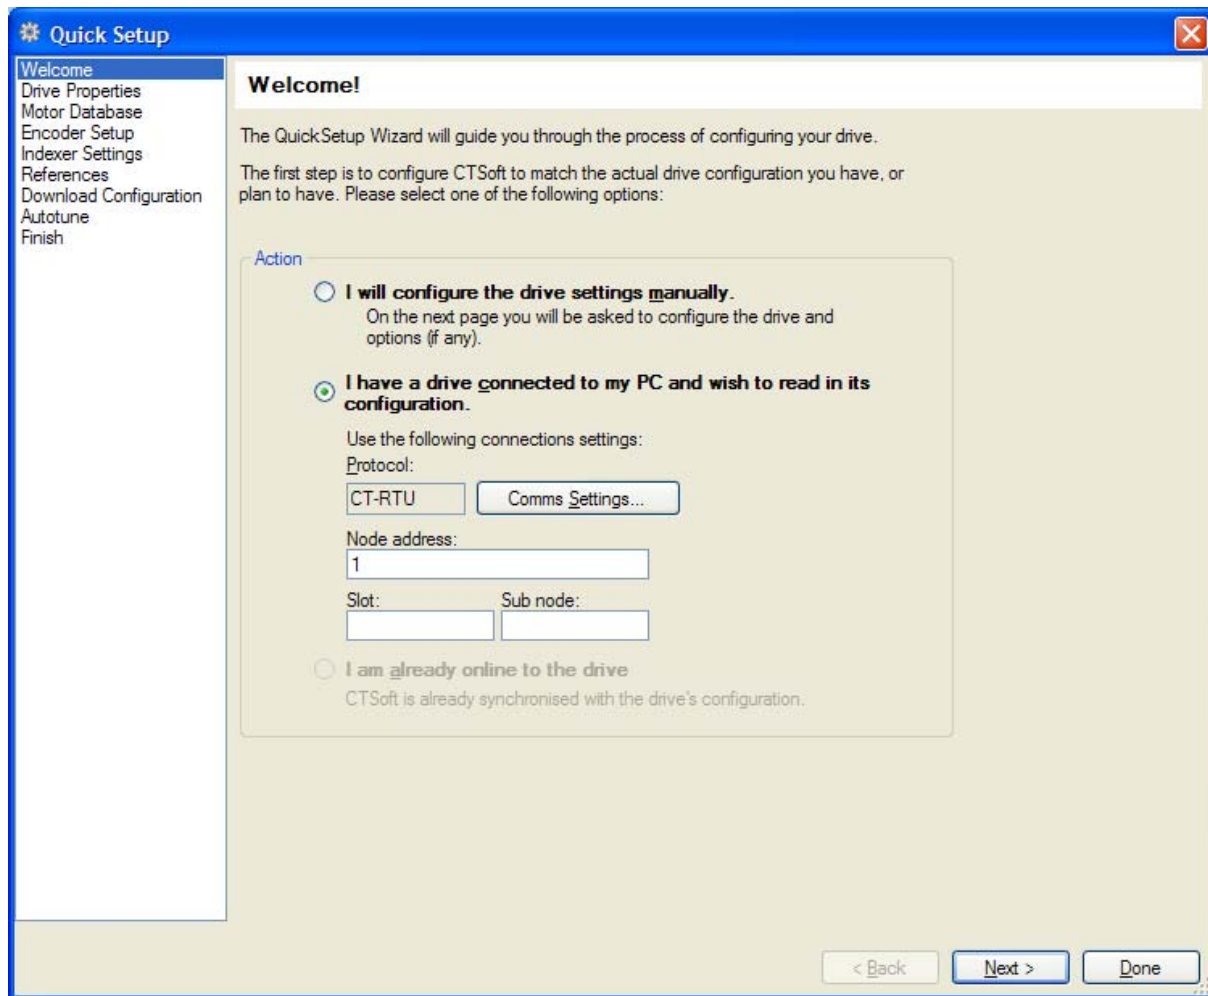 Quick Setup
Welcome
Drive Properties
Motor Database
Encoder Setup
Indexer Settings
References
Download Configuration
Autotune
Finish
Welcome!
The QuickSetup Wizard will guide you through the process of configuring your drive.
The first step is to configure CTSoft to match the actual drive configuration you have, or
plan to have. Please select one of the following options:
Action
I will configure the drive settings manually.
On the next page you will be asked to configure the drive and
options (if any).
I have a drive connected to my PC and wish to read in its
configuration.
Use the following connections settings:
Protocol:
CT-RTU Comms Settings...
Node address:
1
Slot: Sub node:
I am already online to the drive
CTSoft is already synchronised with the drive's configuration.
< Back Next > Done